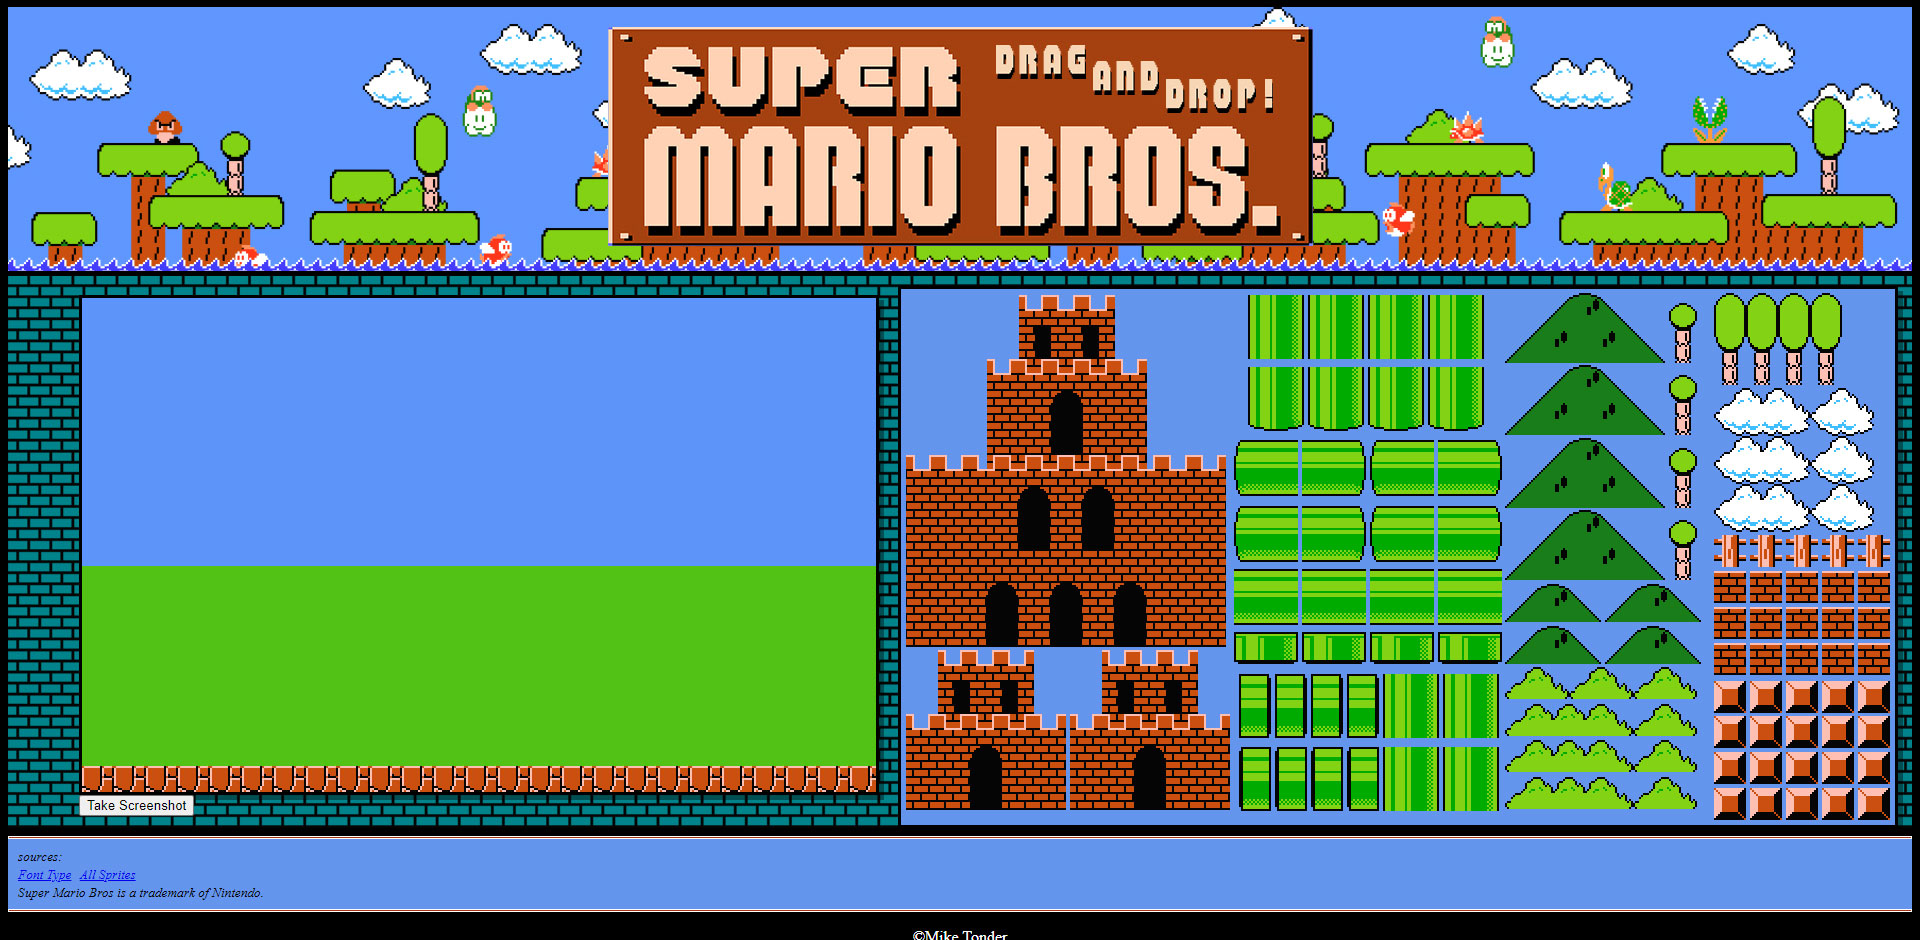 SUPER DRAG AND DROP!
MARIO BROS.
Take Screenshot
sources:
Font Type All Sprites
Super Mario Bros is a trademark of Nintendo.
©Mike Tonder